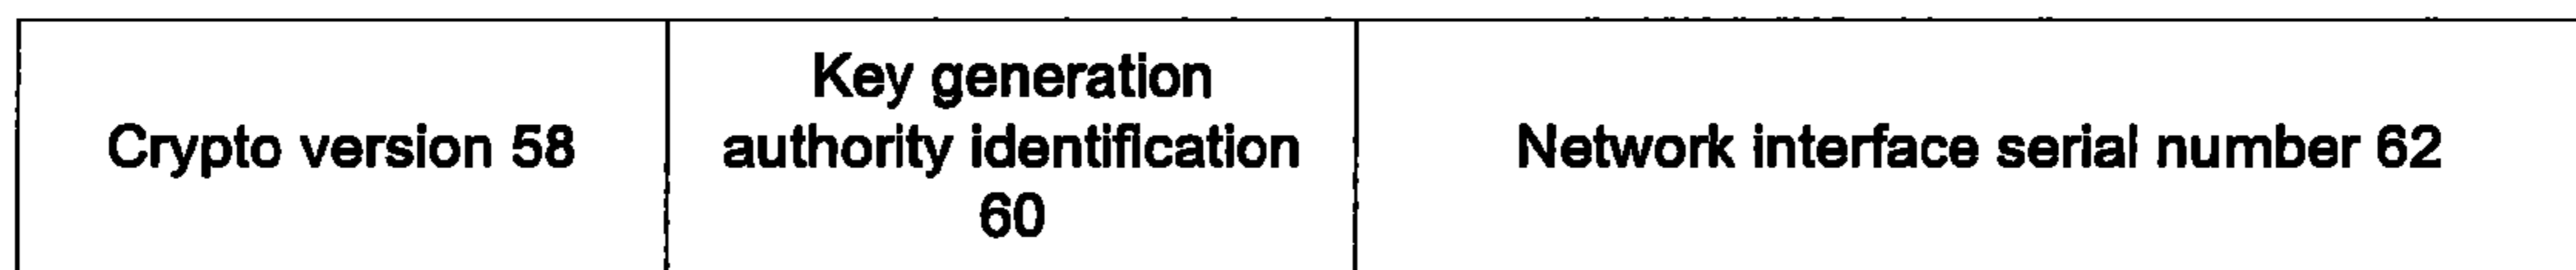 Crypto version 58
Key generation
authority identification
60
Network interface serial number 62